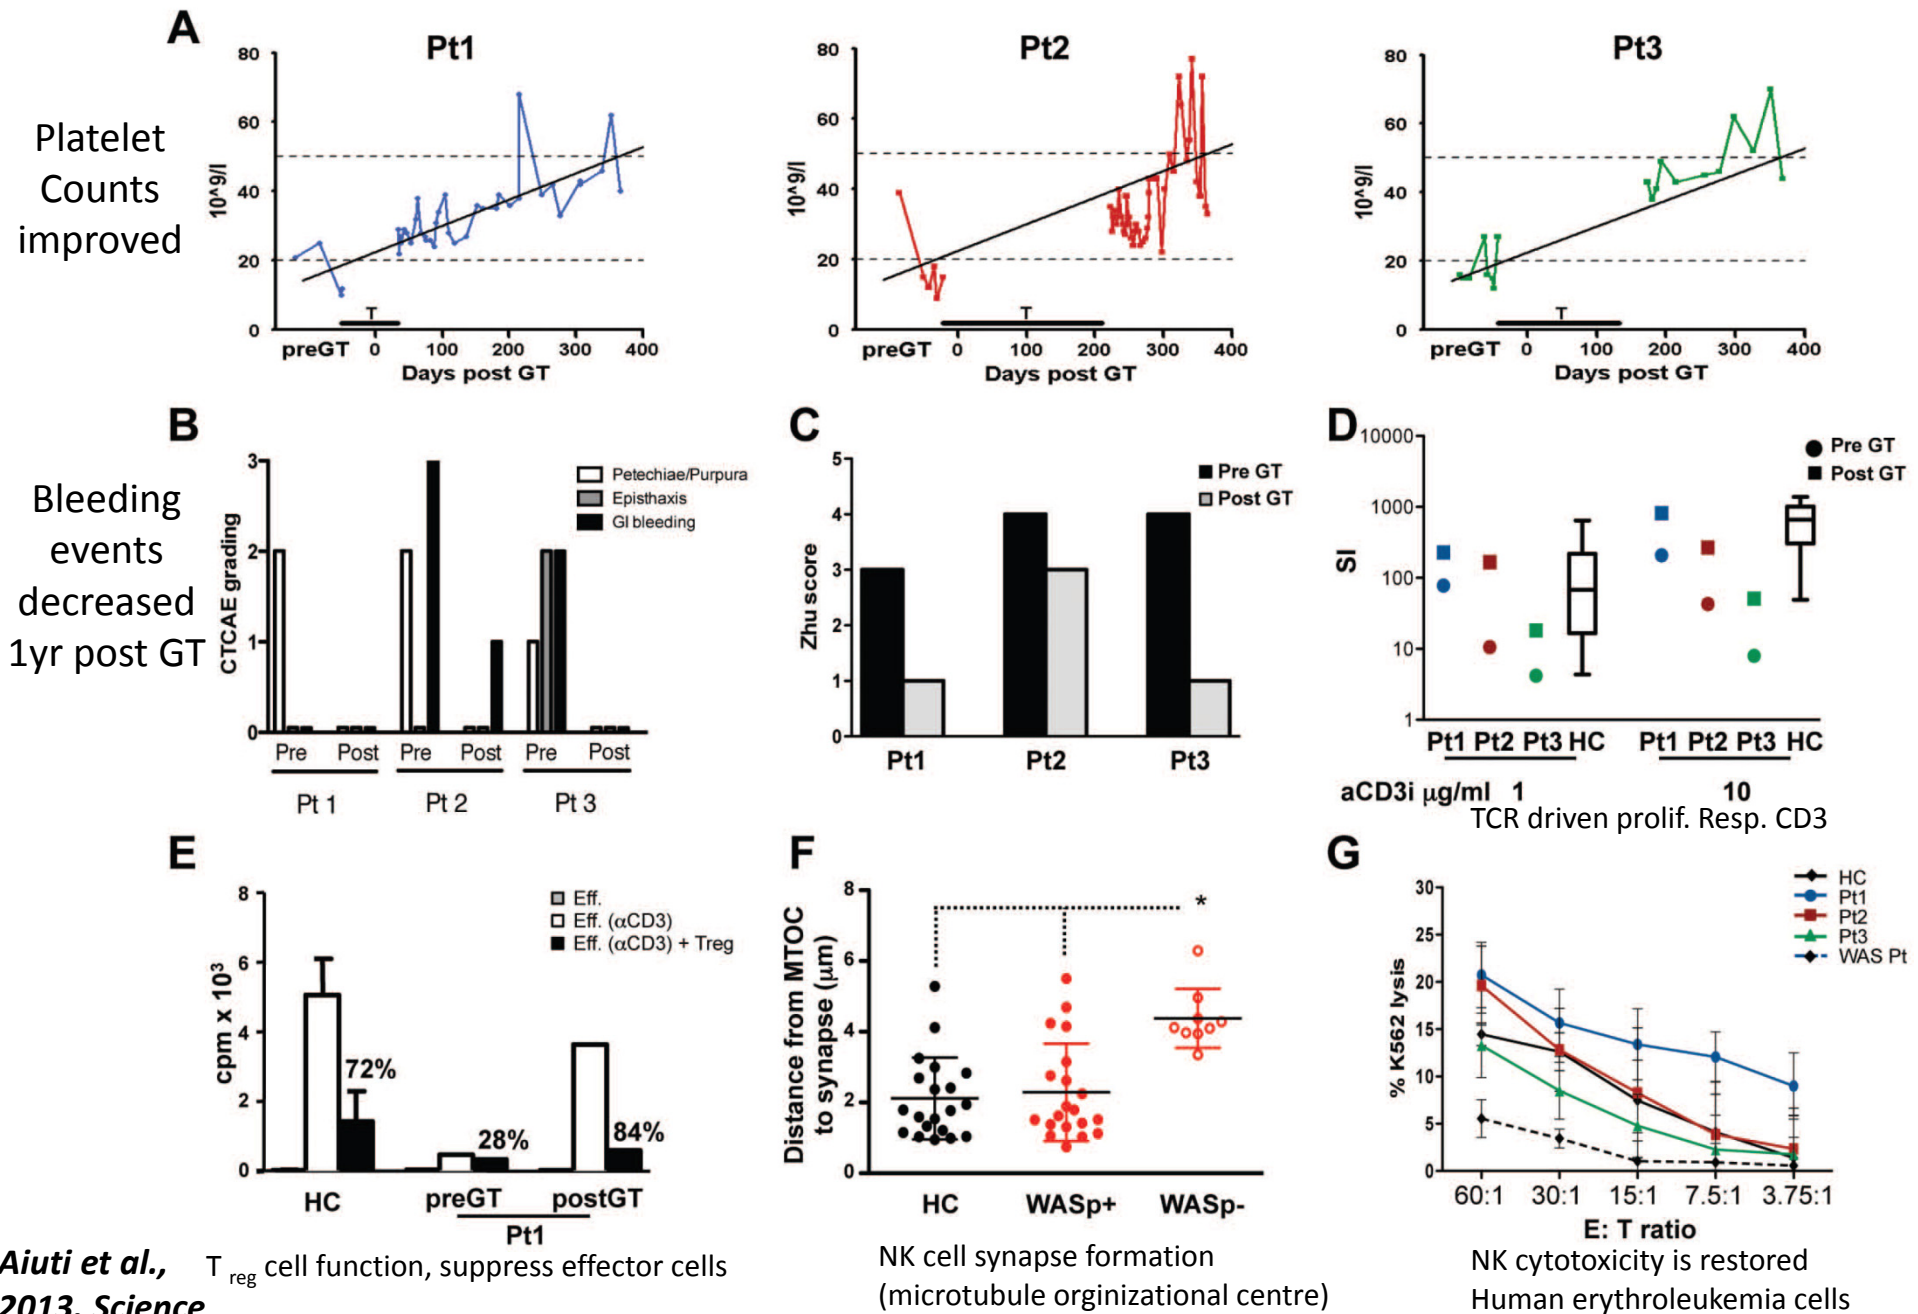 A
Pt1
Pt2
Pt3
Platelet
Counts
improved
80
60
40
20
0
10^9/l
T
preGT 0 100 200 300 400
Days post GT
80
60
40
20
0
10^9/l
T
preGT 0 100 200 300 400
Days post GT
80
60
40
20
0
10^9/l
T
preGT 0 100 200 300 400
Days post GT
Bleeding
events
decreased
1yr post GT
B
3
2
1
0
CTCAE grading
Petechiae/Purpura
Episthaxis
GI bleeding
Pre Post Pre Post Pre Post
Pt 1 Pt 2 Pt 3
C
5
4
3
2
1
0
Zhu score
Pre GT
Post GT
Pt1 Pt2 Pt3
D
10000
1000
100
10
1
SI
Pre GT
Post GT
Pt1 Pt2 Pt3 HC Pt1 Pt2 Pt3 HC
aCD3i μg/ml 1 10
TCR driven prolif. Resp. CD3
E
8
6
4
2
0
cpm x 10³
Eff.
Eff. (αCD3)
Eff. (αCD3) + Treg
72%
28%
84%
HC preGT postGT
Pt1
T reg cell function, suppress effector cells
F
8
6
4
2
0
Distance from MTOC
to synapse (μm)
*
HC WASp+ WASp-
NK cell synapse formation
(microtubule orginizational centre)
G
30
25
20
15
10
5
0
% K562 lysis
HC
Pt1
Pt2
Pt3
WAS Pt
60:1 30:1 15:1 7.5:1 3.75:1
E: T ratio
NK cytotoxicity is restored
Human erythroleukemia cells
Aiuti et al.,
2013. Science